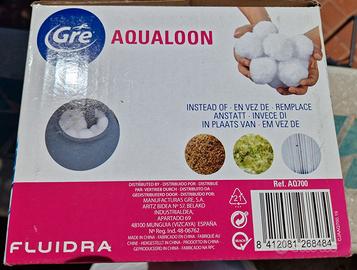 Gre AQUALOON
INSTEAD OF · EN VEZ DE · REMPLACE
ANSTATT · INVECE DI
IN PLAATS VAN · EM VEZ DE
DISTRIBUTED BY · DISTRIBUIDO POR · DISTRIBUÉ
PAR · VERTRIEB DURCH · DISTRIBUITO DA
GEDISTRIBUEERD DOOR · DISTRIBUÍDO POR:
MANUFACTURAS GRE, S.A.
ARITZ BIDEA Nº 57, BELAKO
INDUSTRIALDEA,
APARTADO 69
48100 MUNGUIA (VIZCAYA) ESPAÑA
Nº Reg. Ind. 48-06762
MADE IN CHINA · FABRICADO EN CHINA · FABRIQUÉ AU
CHINE · HERGESTELLT IN CHINA · PRODOTTO IN CINA
GEFABRICEERD IN CHINA · FABRICADO NA RPC
FLUIDRA
Ref. AQ700
21
PAP
8 412081 268484